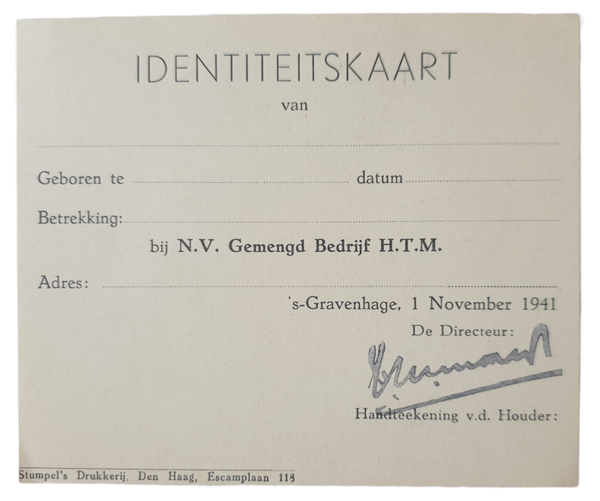 IDENTITEITSKAART
van
Geboren te datum
Betrekking:
bij N.V. Gemengd Bedrijf H.T.M.
Adres:
's-Gravenhage, 1 November 1941
De Directeur:
Handteekening v.d. Houder:
Stumpel's Drukkerij, Den Haag, Escamplaan 118